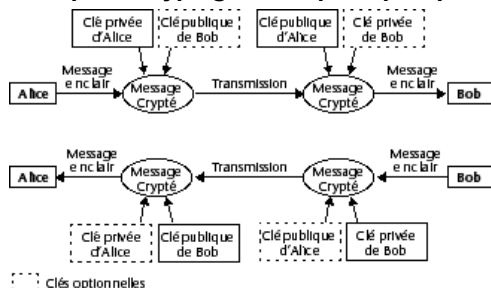 Clé privée
d'Alice
Clé publique
de Bob
Clé publique
d'Alice
Clé privée
de Bob
Message
en clair
Message
en clair
Alice
Message
Crypté
Transmission
Message
Crypté
Bob
Message
en clair
Message
en clair
Alice
Message
Crypté
Transmission
Message
Crypté
Bob
Clé privée
d'Alice
Clé publique
de Bob
Clé publique
d'Alice
Clé privée
de Bob
Clés optionnelles